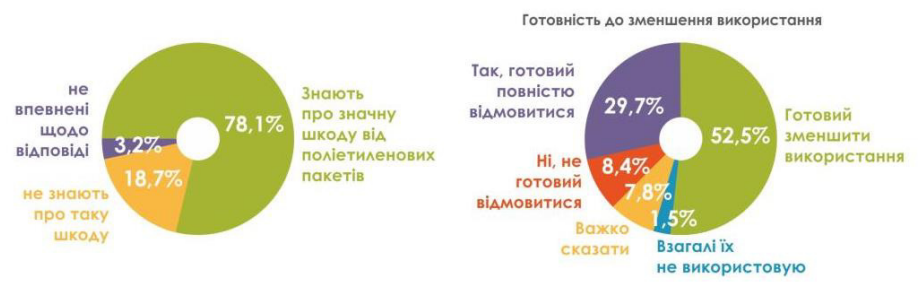 не
впевнені
щодо
відповіді
3,2%
78,1%
Знають
про значну
шкоду від
поліетиленових
пакетів
18,7%
не знають
про таку
шкоду
Готовність до зменшення використання
Так, готовий
повністю
відмовитися
29,7%
52,5%
Готовий
зменшити
використання
Ні, не
готовий
відмовитися
8,4%
7,8%
Важко
сказати
1,5%
Взагалі їх
не використовую